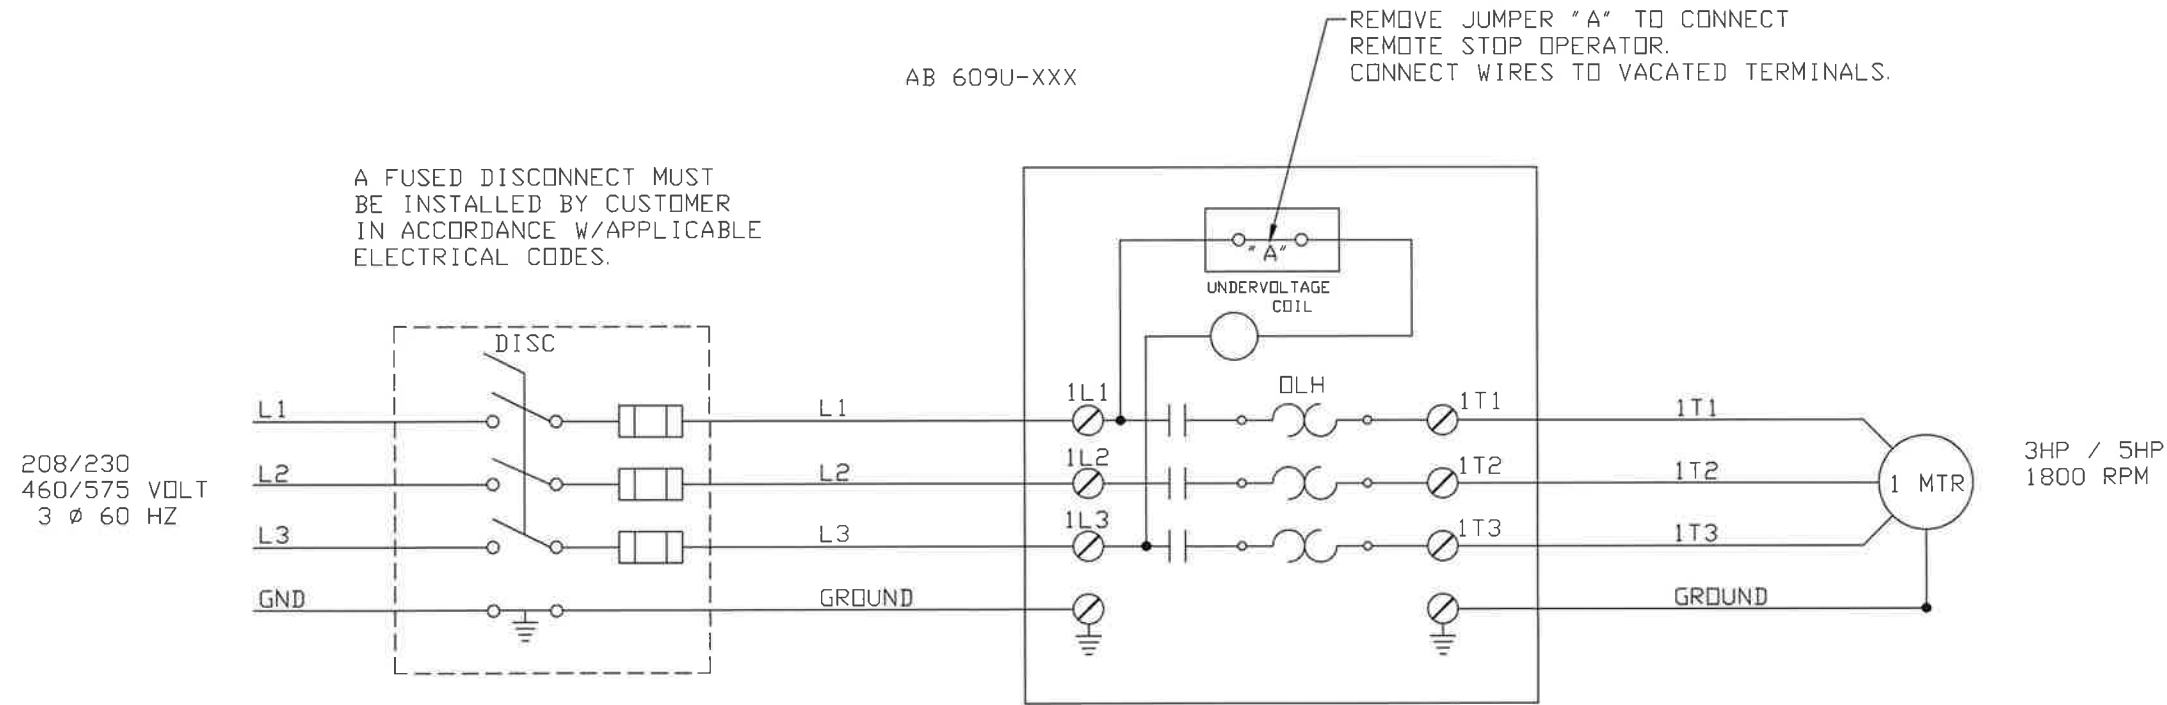 REMOVE JUMPER "A" TO CONNECT
REMOTE STOP OPERATOR.
CONNECT WIRES TO VACATED TERMINALS.
AB 609U-XXX
A FUSED DISCONNECT MUST
BE INSTALLED BY CUSTOMER
IN ACCORDANCE W/APPLICABLE
ELECTRICAL CODES.
"A"
UNDERVOLTAGE
COIL
DISC
OLH
L1
L1
1L1
1T1
1T1
208/230
460/575 VOLT
3 Ø 60 HZ
L2
L2
1L2
1T2
1T2
1 MTR
3HP / 5HP
1800 RPM
L3
L3
1L3
1T3
1T3
GND
GROUND
GROUND